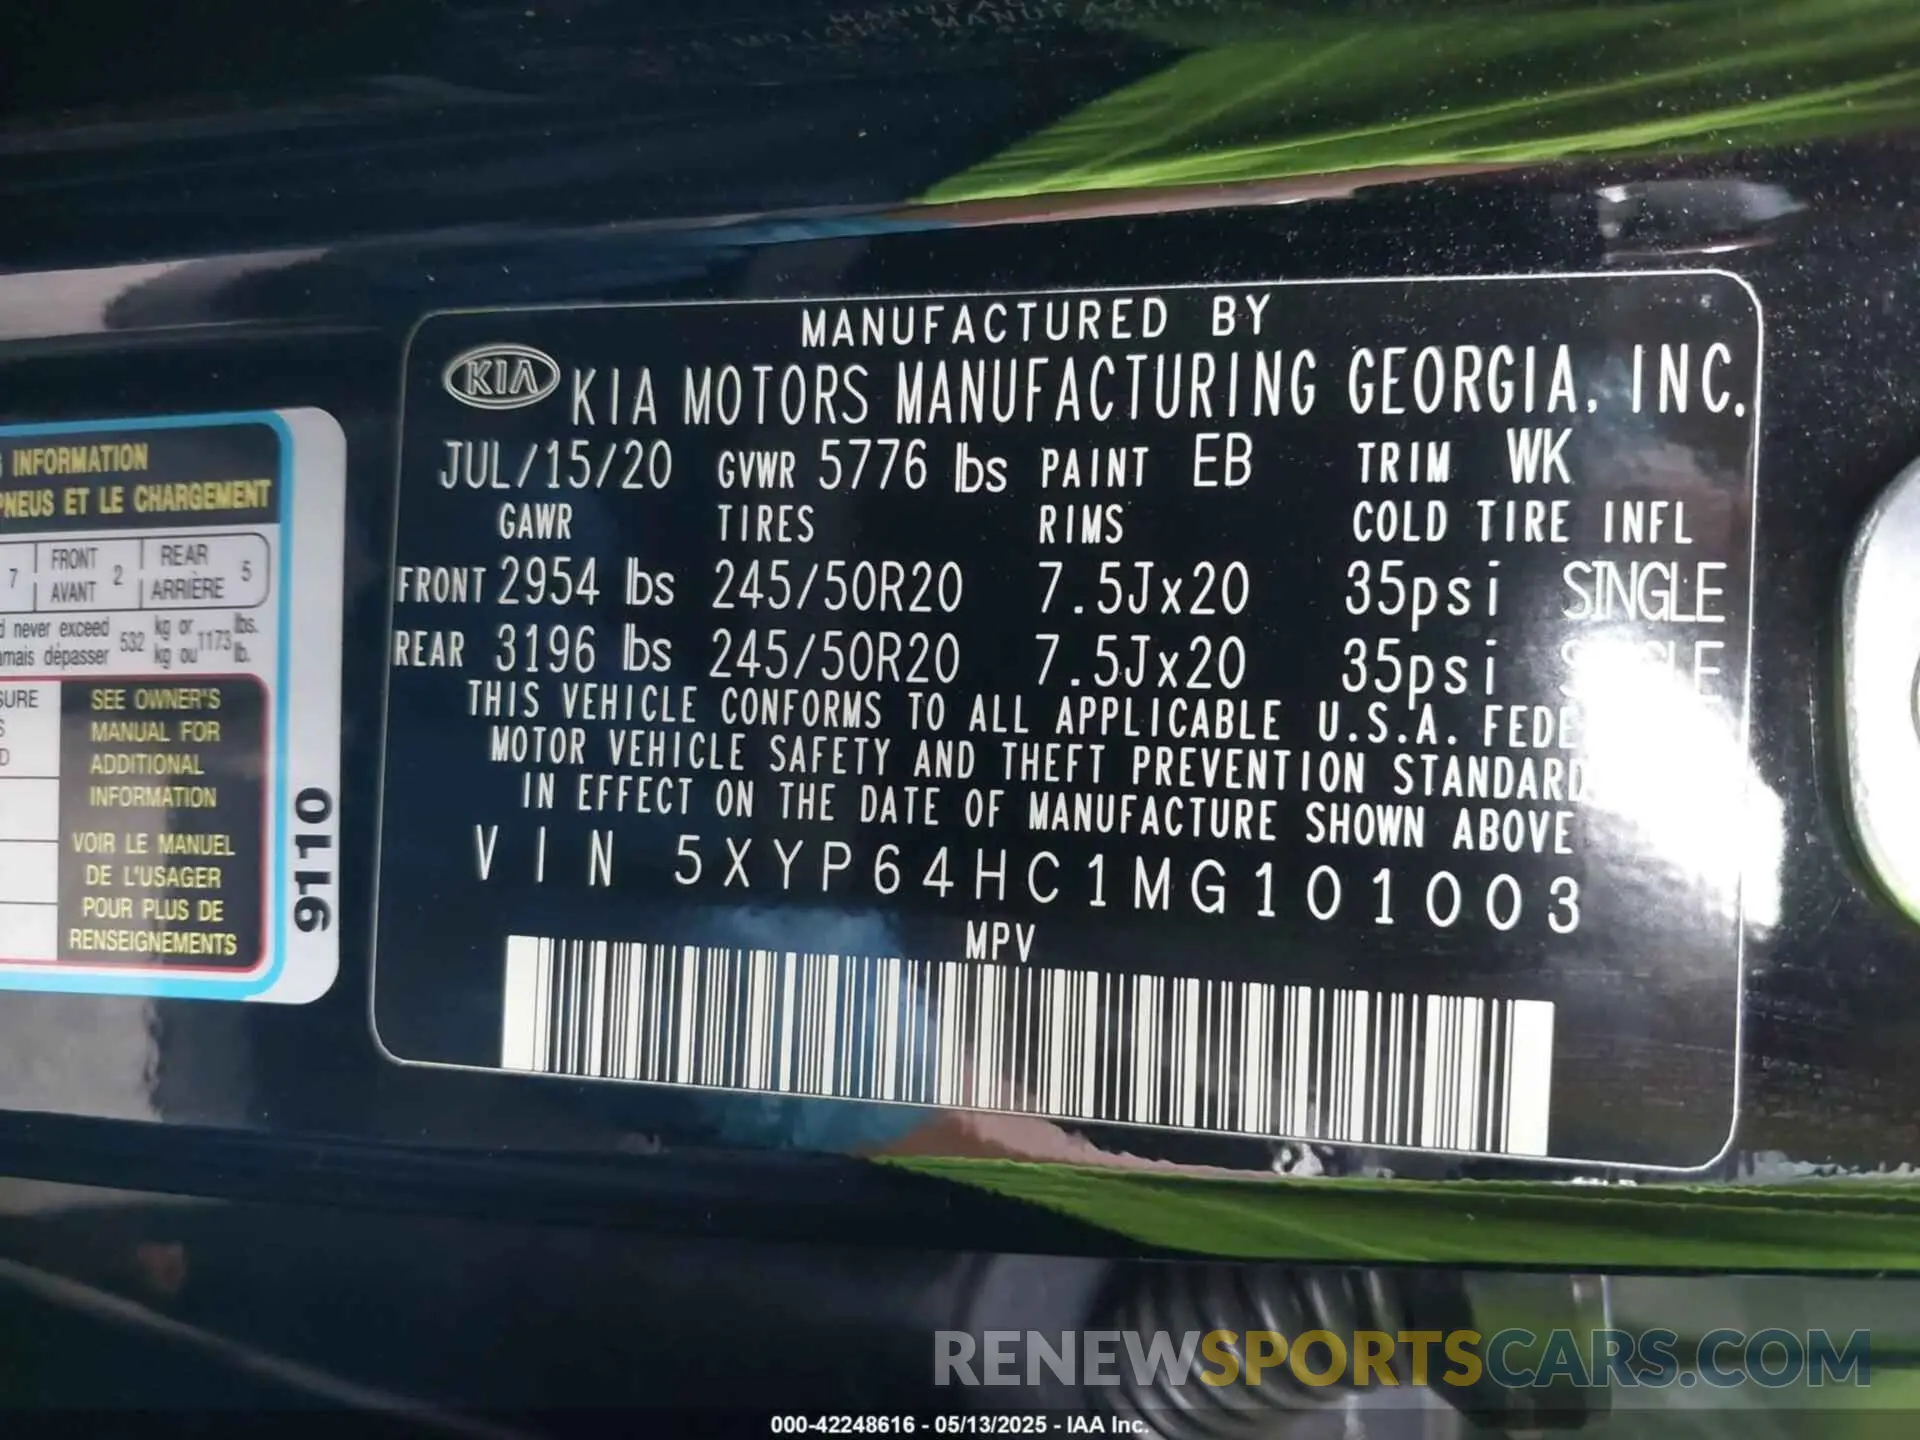 MANUFACTURED BY
KIA KIA MOTORS MANUFACTURING GEORGIA, INC.
JUL/15/20 GVWR 5776 lbs PAINT EB TRIM WK
GAWR TIRES RIMS COLD TIRE INFL
FRONT 2954 lbs 245/50R20 7.5Jx20 35psi SINGLE
REAR 3196 lbs 245/50R20 7.5Jx20 35psi
THIS VEHICLE CONFORMS TO ALL APPLICABLE U.S.A. FEDE
MOTOR VEHICLE SAFETY AND THEFT PREVENTION STANDARD
IN EFFECT ON THE DATE OF MANUFACTURE SHOWN ABOVE
VIN 5XYP64HC1MG101003
MPV
INFORMATION
PNEUS ET LE CHARGEMENT
7 FRONT 2 REAR 5
AVANT ARRIÈRE
never exceed 532 kg or 1173 lbs.
dépasser kg ou lb.
SEE OWNER'S
MANUAL FOR
ADDITIONAL
INFORMATION
VOIR LE MANUEL
DE L'USAGER
POUR PLUS DE
RENSEIGNEMENTS
9110
RENEWSPORTSCARS.COM
000-42248616 - 05/13/2025 - IAA Inc.